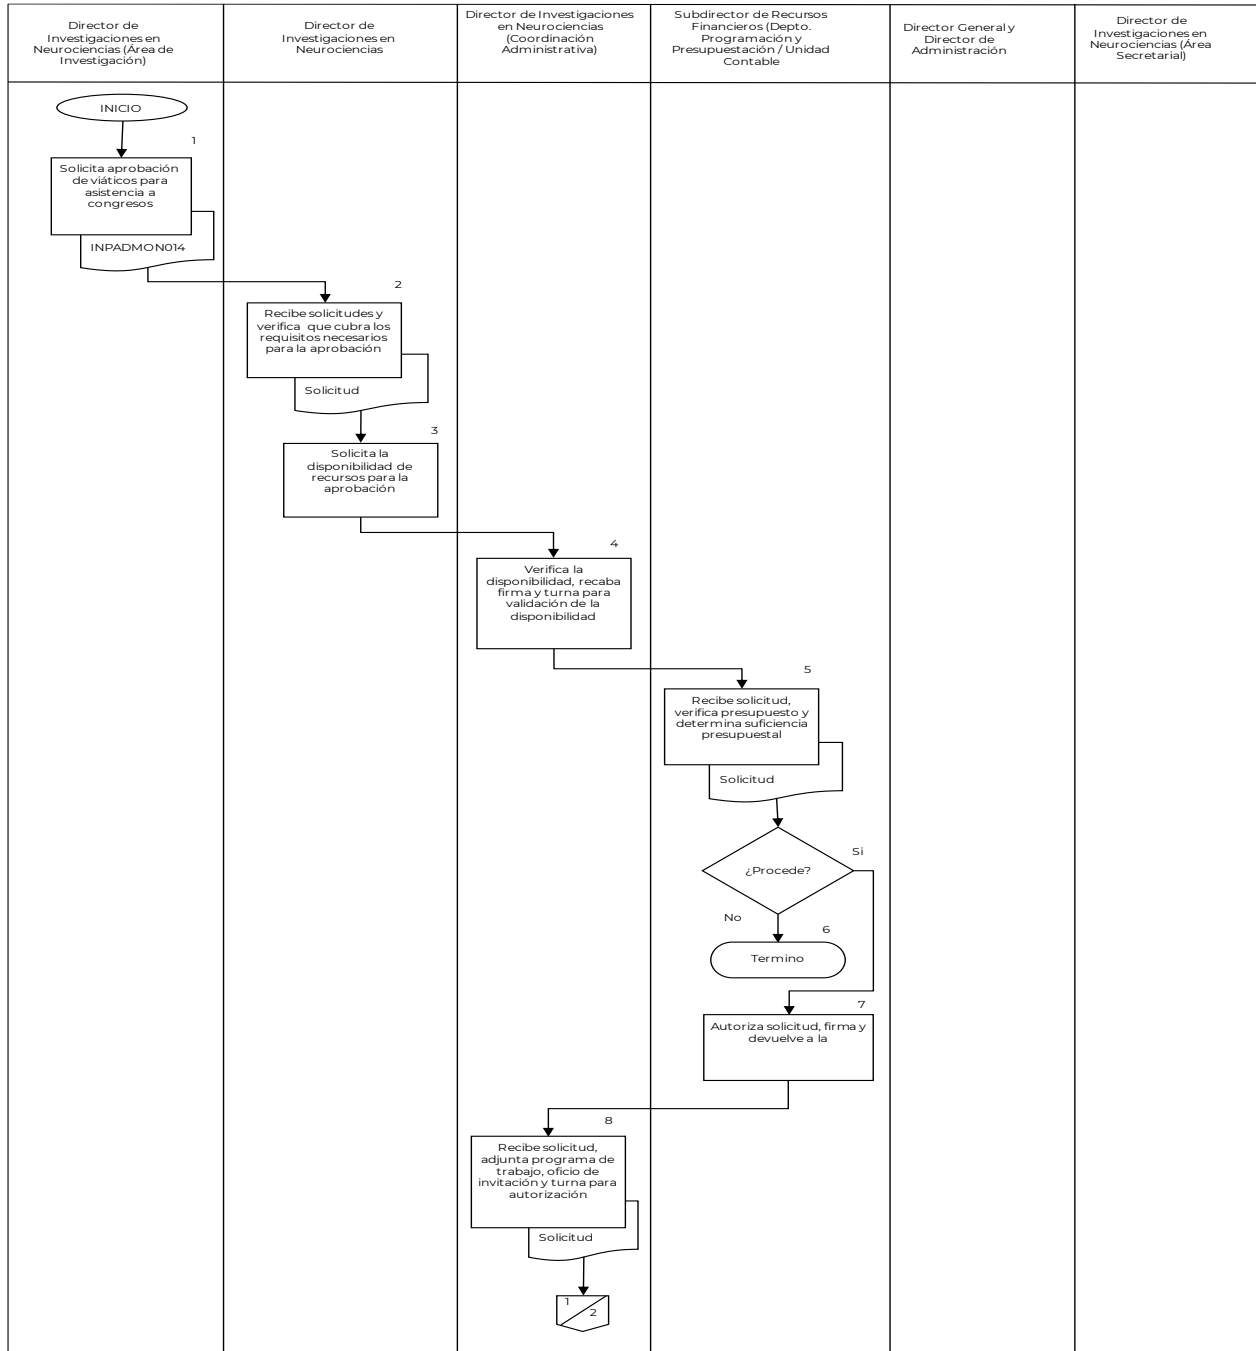 Director de
Investigaciones en
Neurociencias (Área de
Investigación)
Director de
Investigaciones en
Neurociencias
Director de Investigaciones
en Neurociencias
(Coordinación
Administrativa)
Subdirector de Recursos
Financieros (Depto.
Programación y
Presupuestación / Unidad
Contable
Director General y
Director de
Administración
Director de
Investigaciones en
Neurociencias (Área
Secretarial)
INICIO
1
Solicita aprobación
de viáticos para
asistencia a
congresos
INPADMON014
2
Recibe solicitudes y
verifica que cubra los
requisitos necesarios
para la aprobación
Solicitud
3
Solicita la
disponibilidad de
recursos para la
aprobación
4
Verifica la
disponibilidad, recaba
firma y turna para
validación de la
disponibilidad
5
Recibe solicitud,
verifica presupuesto y
determina suficiencia
presupuestal
Solicitud
¿Procede?
Si
No
6
Termino
7
Autoriza solicitud, firma y
devuelve a la
8
Recibe solicitud,
adjunta programa de
trabajo, oficio de
invitación y turna para
autorización
Solicitud
1
2